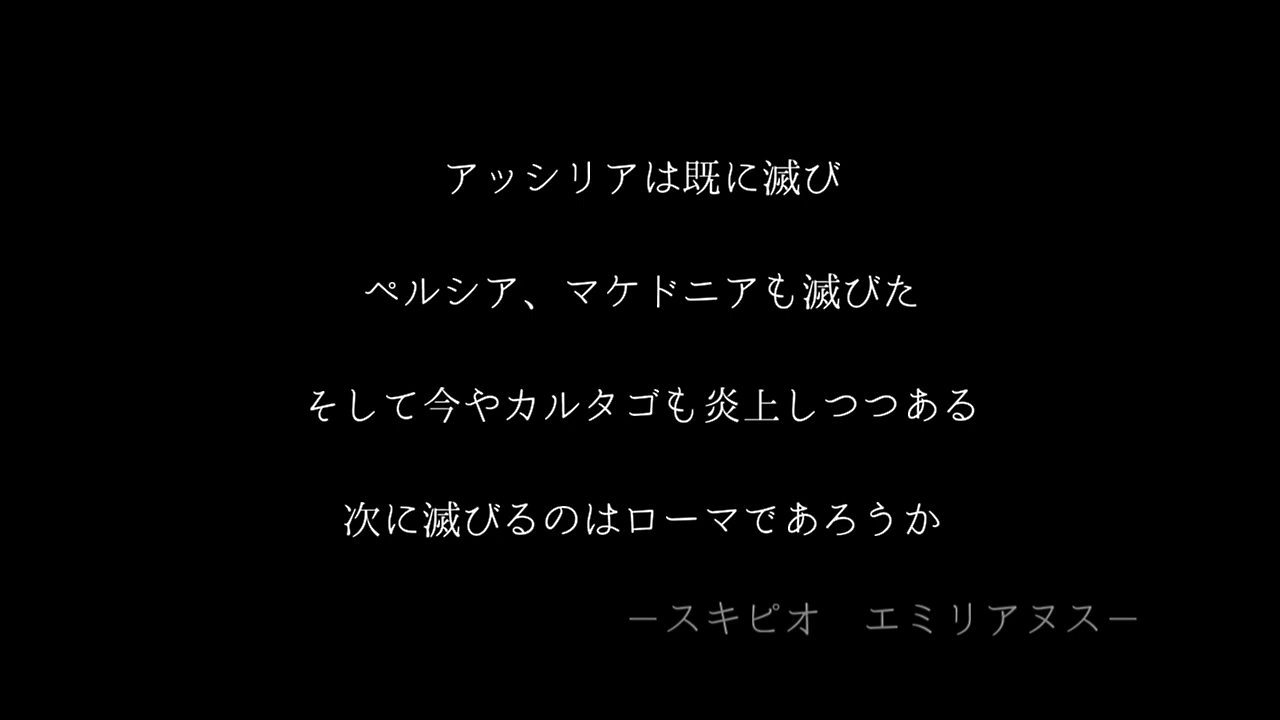 アッシリアは既に滅び
ペルシア、マケドニアも滅びた
そして今やカルタゴも炎上しつつある
次に滅びるのはローマであろうか
－スキピオ　エミリアヌス－